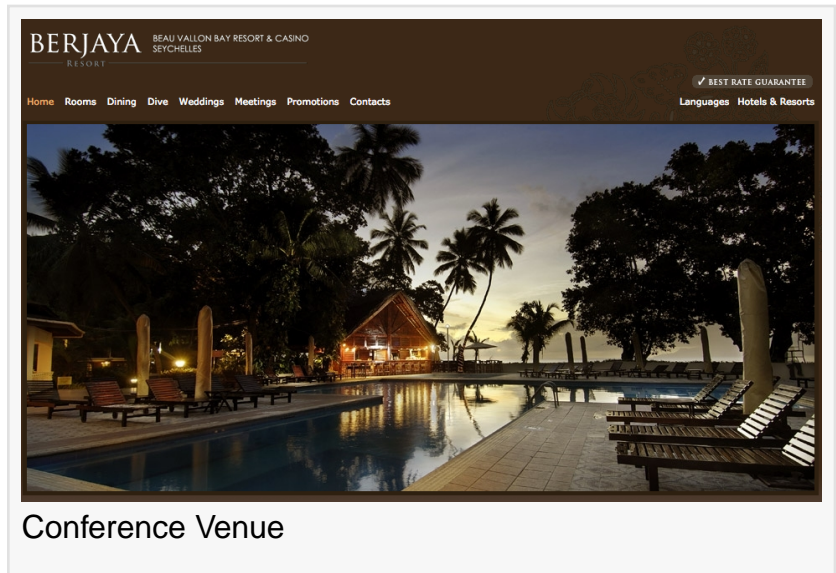 BERJAYA
RESORT
BEAU VALLON BAY RESORT & CASINO
SEYCHELLES
✓ BEST RATE GUARANTEE
Home Rooms Dining Dive Weddings Meetings Promotions Contacts
Languages Hotels & Resorts
Conference Venue